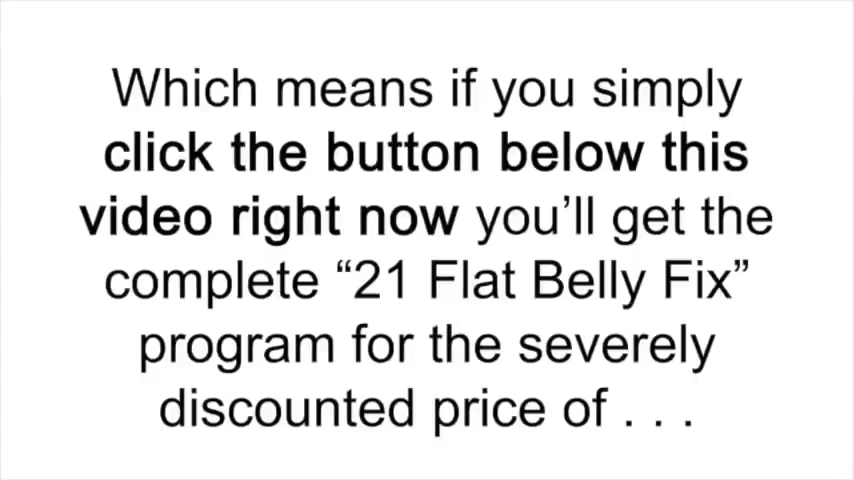 Which means if you simply
click the button below this
video right now you’ll get the
complete “21 Flat Belly Fix”
program for the severely
discounted price of . . .